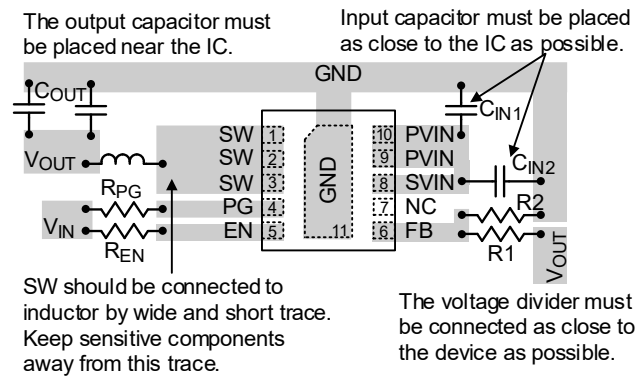 The output capacitor must
be placed near the IC.
Input capacitor must be placed
as close to the IC as possible.
GND
COUT
CIN1
SW 1
SW 2
SW 3
PG 4
EN 5
GND
11
10 PVIN
9 PVIN
8 SVIN
7 NC
6 FB
VOUT
CIN2
RPG
R2
VIN
REN
R1
VOUT
SW should be connected to
inductor by wide and short trace.
Keep sensitive components
away from this trace.
The voltage divider must
be connected as close to
the device as possible.